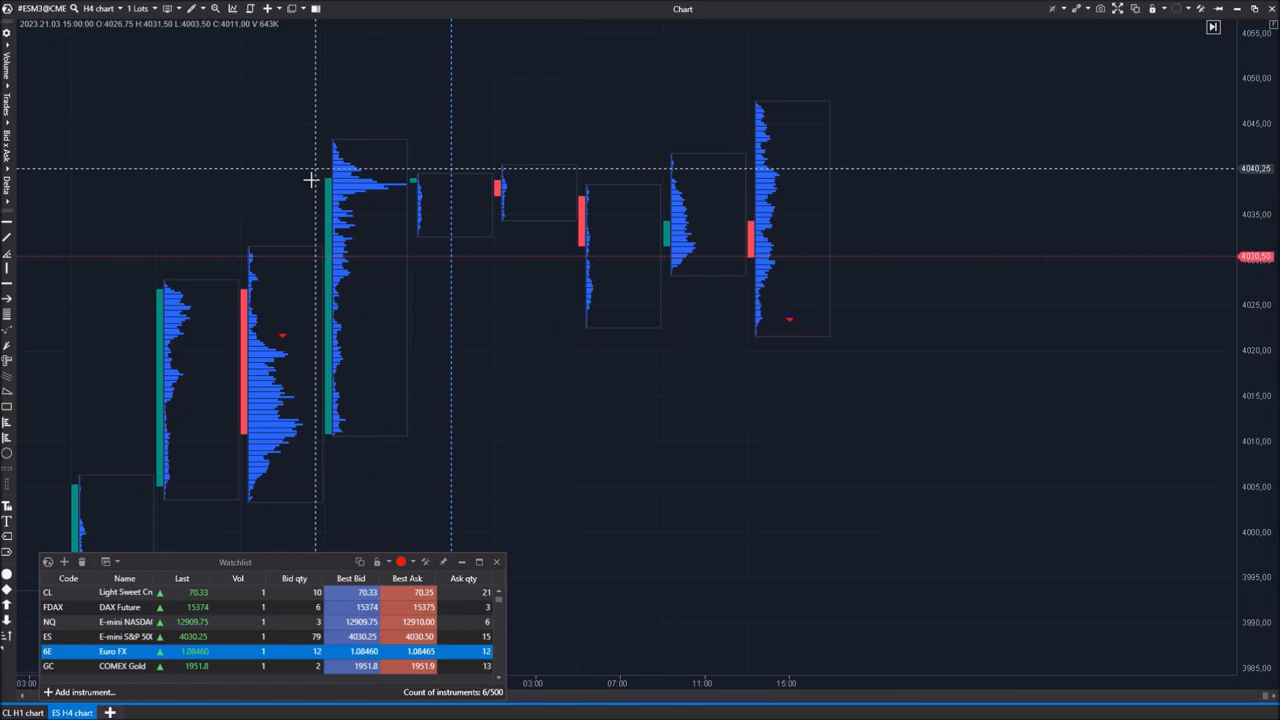 #ESM3@CME H4 chart 1 Lots Chart
2023.21.03 15:00:00 O:4026,75 H:4031,50 L:4003,50 C:4011,00 V:643K
4055,00
4050,00
4045,00
4040,25
4035,00
4030,50
4025,00
4020,00
4015,00
4010,00
4005,00
4000,00
3995,00
3990,00
3985,00
Volume
Trades
Bid x Ask
Delta
Watchlist
Code Name Last Vol Bid qty Best Bid Best Ask Ask qty
CL Light Sweet Cr 70.33 1 10 70.33 70.35 21
FDAX DAX Future 15374 1 6 15374 15375 3
NQ E-mini NASDA 12909.75 1 3 12909.75 12910.00 6
ES E-mini S&P 50 4030.25 1 79 4030.25 4030.50 15
6E Euro FX 1.08460 1 12 1.08460 1.08465 12
GC COMEX Gold 1951.8 1 2 1951.8 1951.9 13
Add instrument... Count of instruments: 6/500
03:00 03:00 07:00 11:00 15:00
CL H1 chart ES H4 chart